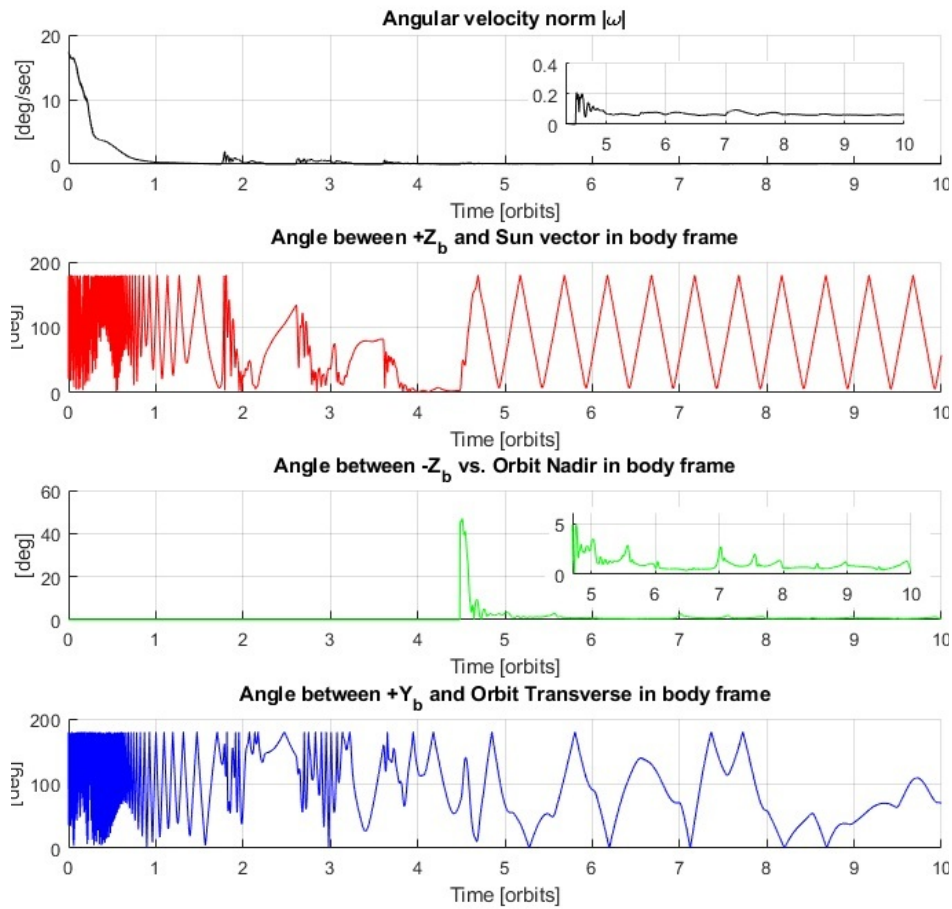 Angular velocity norm |ω|
[deg/sec]
20
10
0
0.4
0.2
0
5 6 7 8 9 10
0 1 2 3 4 5 6 7 8 9 10
Time [orbits]
Angle beween +Z_b and Sun vector in body frame
[deg]
200
100
0
0 1 2 3 4 5 6 7 8 9 10
Time [orbits]
Angle between -Z_b vs. Orbit Nadir in body frame
[deg]
60
40
20
0
5
0
5 6 7 8 9 10
0 1 2 3 4 5 6 7 8 9 10
Time [orbits]
Angle between +Y_b and Orbit Transverse in body frame
[deg]
200
100
0
0 1 2 3 4 5 6 7 8 9 10
Time [orbits]